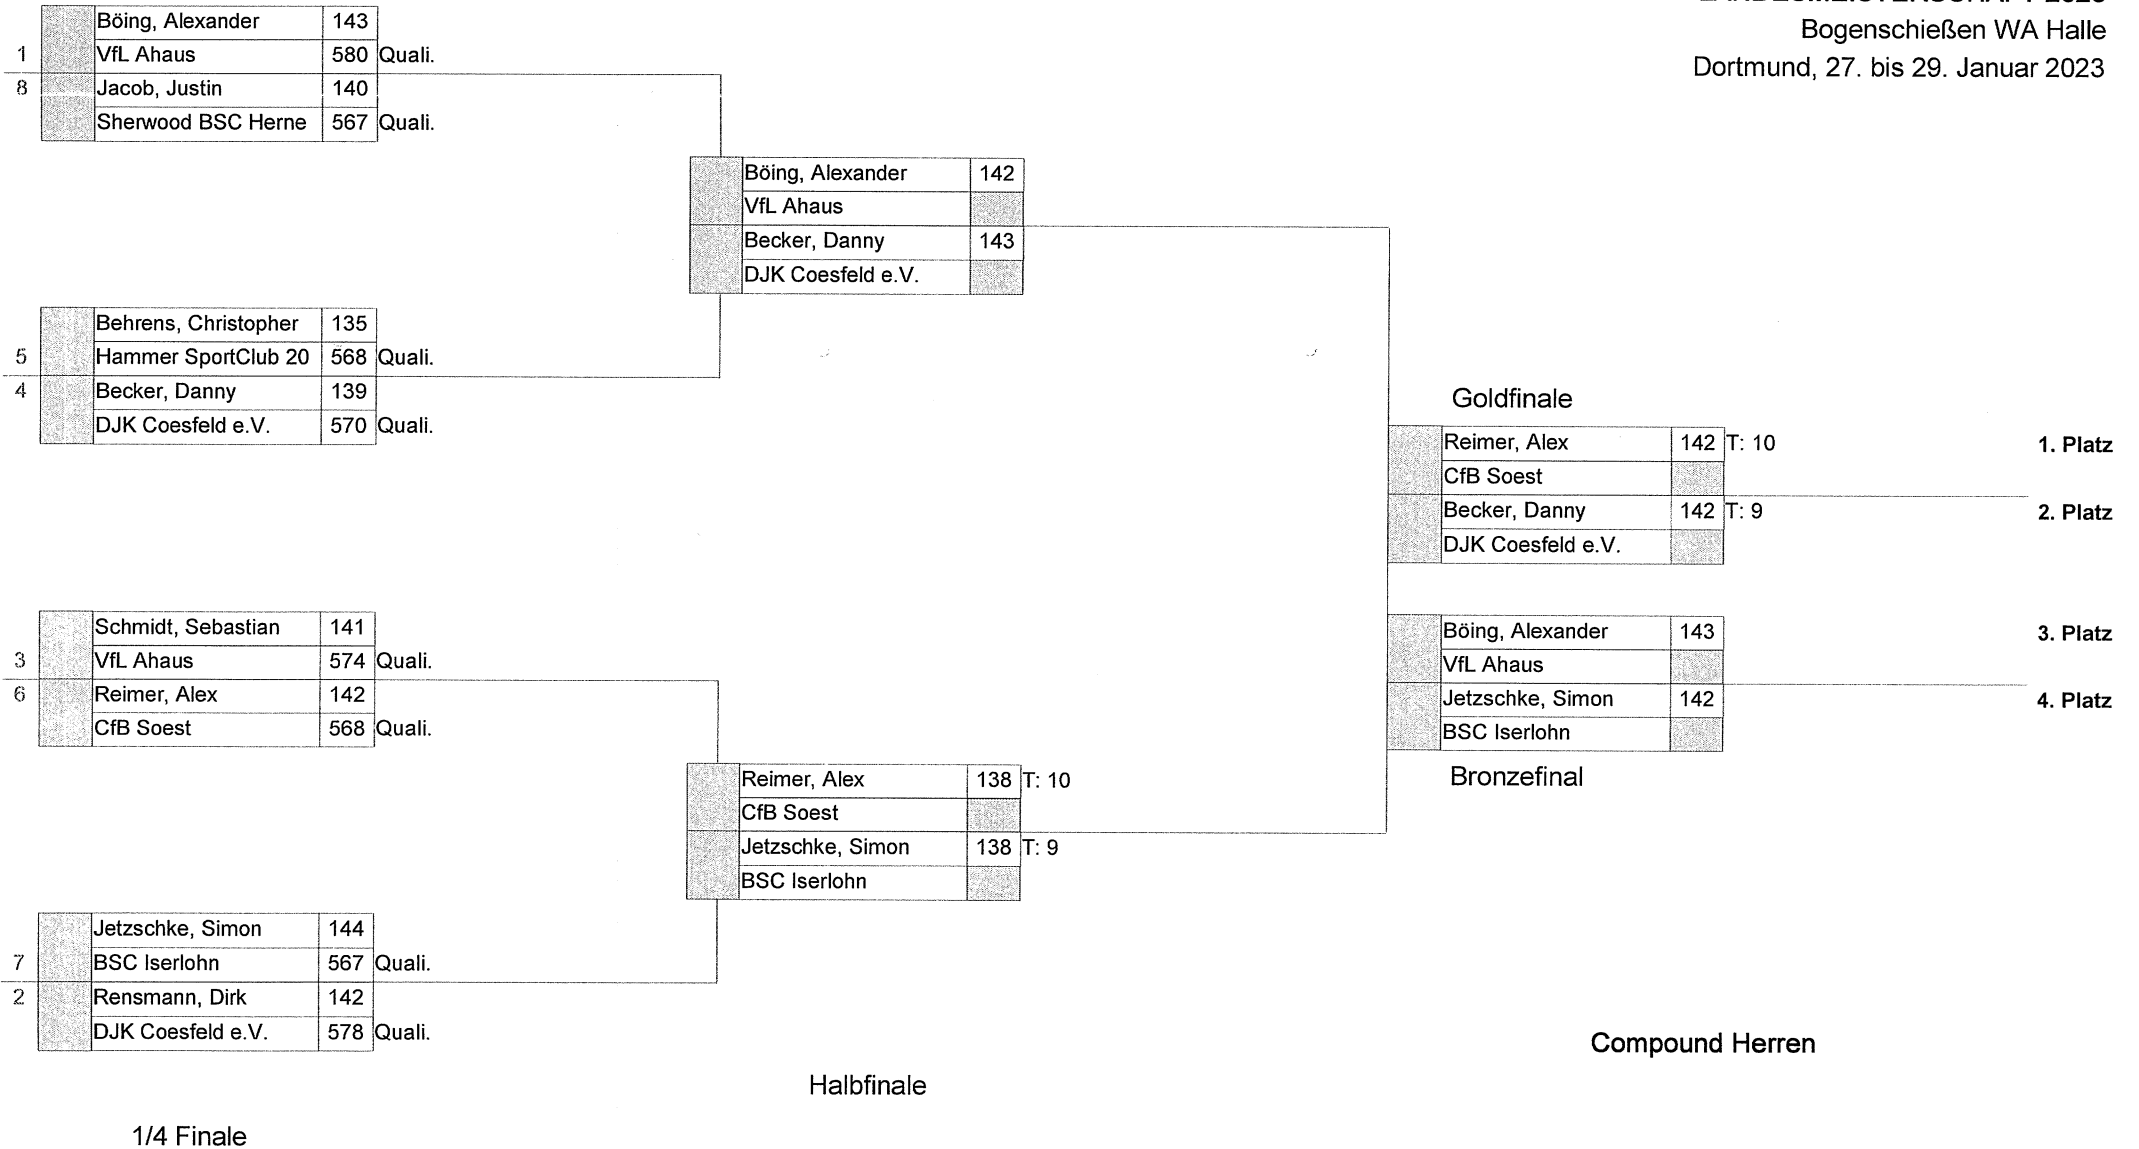 Bogenschießen WA Halle
Dortmund, 27. bis 29. Januar 2023
Böing, Alexander 143
1 VfL Ahaus 580 Quali.
8 Jacob, Justin 140
Sherwood BSC Herne 567 Quali.
Böing, Alexander 142
VfL Ahaus
Becker, Danny 143
DJK Coesfeld e.V.
Behrens, Christopher 135
5 Hammer SportClub 20 568 Quali.
4 Becker, Danny 139
DJK Coesfeld e.V. 570 Quali.
Goldfinale
Reimer, Alex 142 T: 10 1. Platz
CfB Soest
Becker, Danny 142 T: 9 2. Platz
DJK Coesfeld e.V.
Schmidt, Sebastian 141
3 VfL Ahaus 574 Quali.
6 Reimer, Alex 142
CfB Soest 568 Quali.
Böing, Alexander 143 3. Platz
VfL Ahaus
Jetzschke, Simon 142 4. Platz
BSC Iserlohn
Bronzefinal
Reimer, Alex 138 T: 10
CfB Soest
Jetzschke, Simon 138 T: 9
BSC Iserlohn
Jetzschke, Simon 144
7 BSC Iserlohn 567 Quali.
2 Rensmann, Dirk 142
DJK Coesfeld e.V. 578 Quali.
Compound Herren
Halbfinale
1/4 Finale